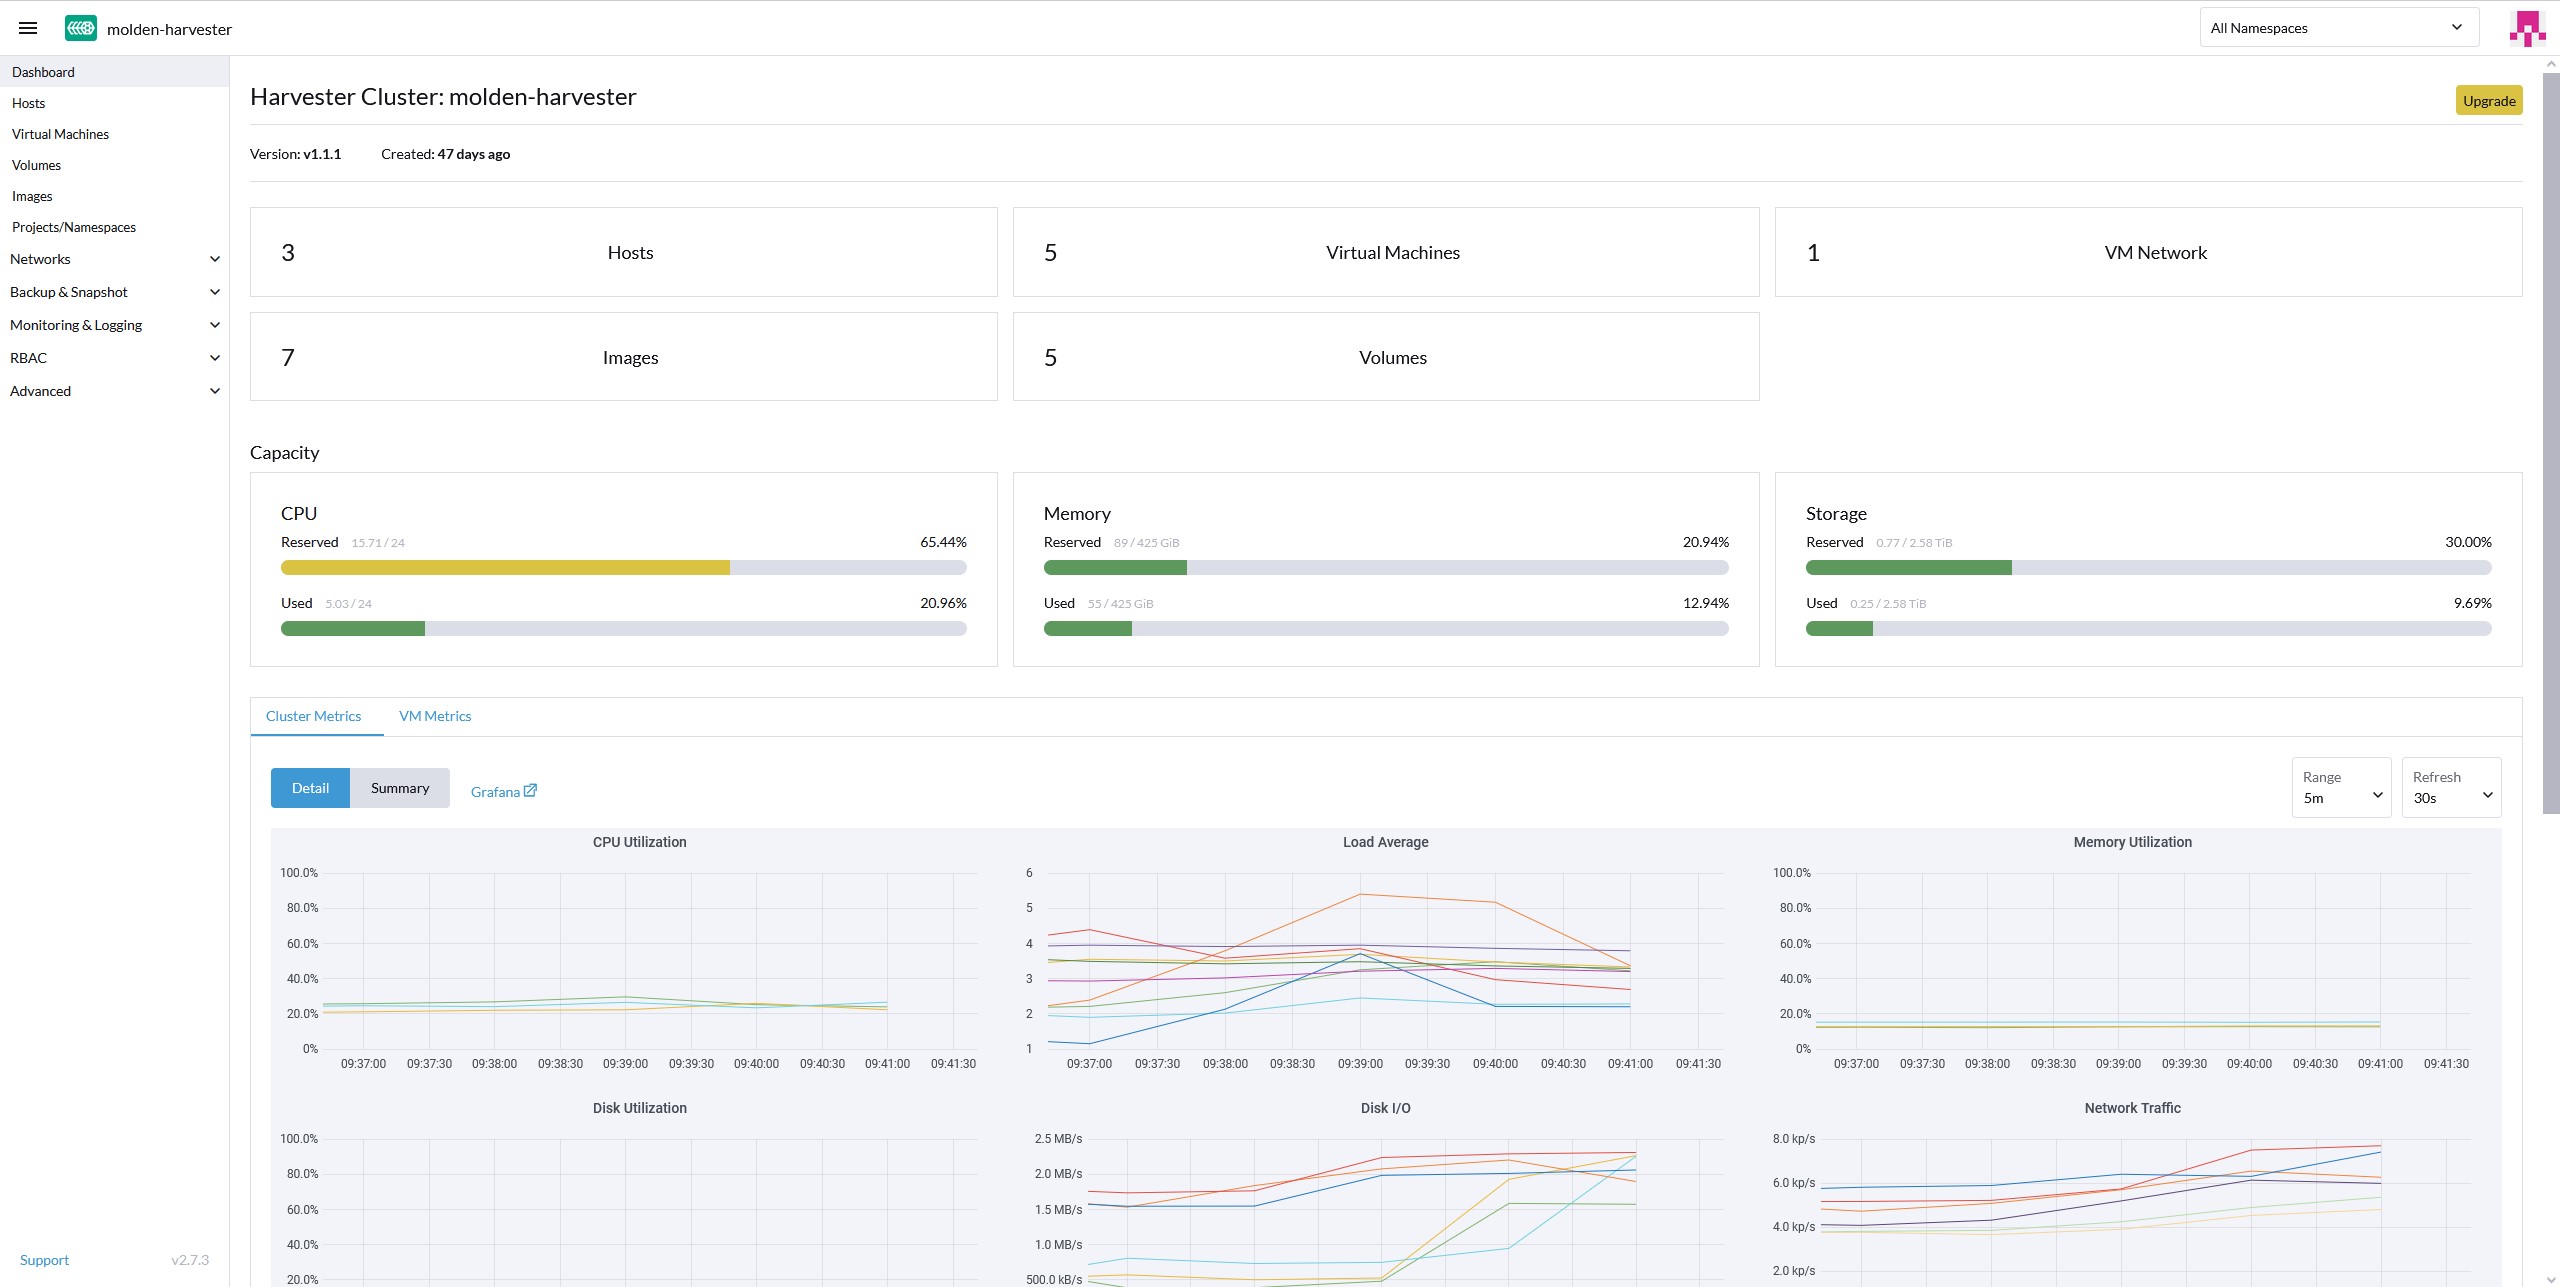 molden-harvester
All Namespaces
Dashboard
Hosts
Virtual Machines
Volumes
Images
Projects/Namespaces
Networks
Backup & Snapshot
Monitoring & Logging
RBAC
Advanced
Support
v2.7.3
Harvester Cluster: molden-harvester
Upgrade
Version: v1.1.1
Created: 47 days ago
3 Hosts
5 Virtual Machines
1 VM Network
7 Images
5 Volumes
Capacity
CPU
Reserved 15.71 / 24 65.44%
Used 5.03 / 24 20.96%
Memory
Reserved 89 / 425 GiB 20.94%
Used 55 / 425 GiB 12.94%
Storage
Reserved 0.77 / 2.58 TiB 30.00%
Used 0.25 / 2.58 TiB 9.69%
Cluster Metrics
VM Metrics
Detail
Summary
Grafana
Range
5m
Refresh
30s
CPU Utilization
100.0%
80.0%
60.0%
40.0%
20.0%
0%
09:37:00 09:37:30 09:38:00 09:38:30 09:39:00 09:39:30 09:40:00 09:40:30 09:41:00 09:41:30
Load Average
6
5
4
3
2
1
09:37:00 09:37:30 09:38:00 09:38:30 09:39:00 09:39:30 09:40:00 09:40:30 09:41:00 09:41:30
Memory Utilization
100.0%
80.0%
60.0%
40.0%
20.0%
0%
09:37:00 09:37:30 09:38:00 09:38:30 09:39:00 09:39:30 09:40:00 09:40:30 09:41:00 09:41:30
Disk Utilization
100.0%
80.0%
60.0%
40.0%
20.0%
Disk I/O
2.5 MB/s
2.0 MB/s
1.5 MB/s
1.0 MB/s
500.0 kB/s
Network Traffic
8.0 kp/s
6.0 kp/s
4.0 kp/s
2.0 kp/s